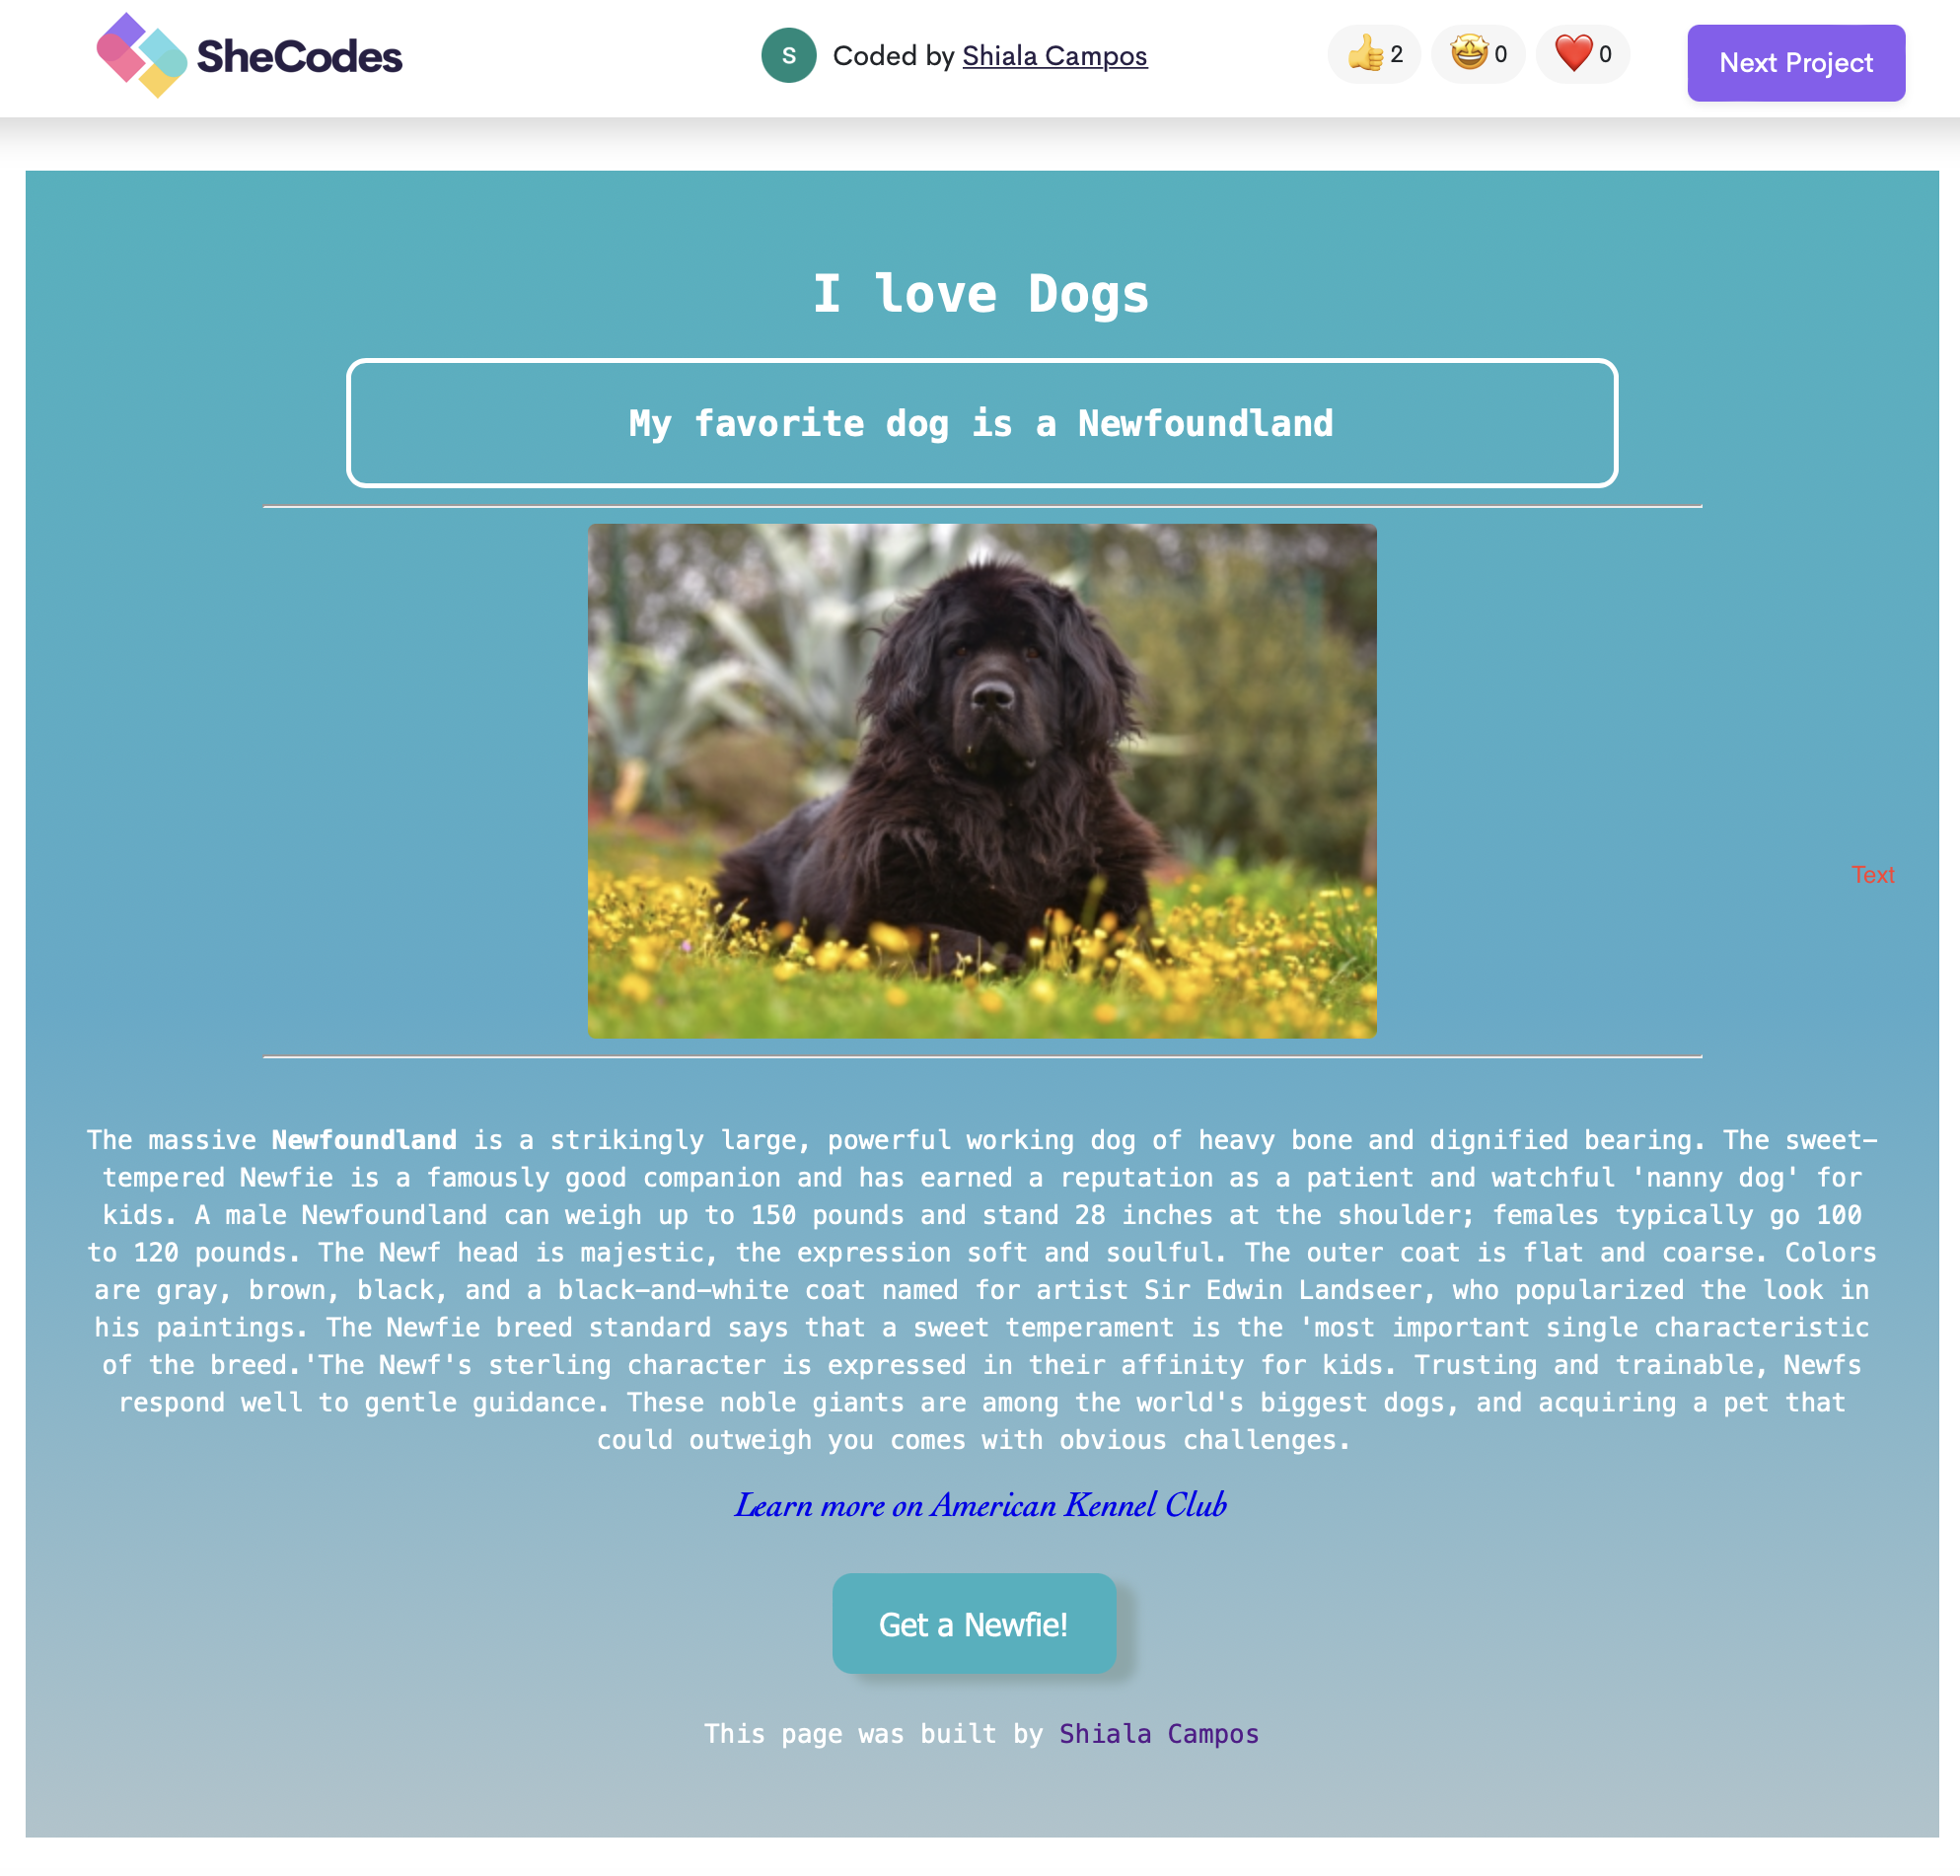 SheCodes
S Coded by Shiala Campos
👍 2 🤩 0 ❤️ 0
Next Project
I love Dogs
My favorite dog is a Newfoundland
Text
The massive Newfoundland is a strikingly large, powerful working dog of heavy bone and dignified bearing. The sweet-
tempered Newfie is a famously good companion and has earned a reputation as a patient and watchful 'nanny dog' for
kids. A male Newfoundland can weigh up to 150 pounds and stand 28 inches at the shoulder; females typically go 100
to 120 pounds. The Newf head is majestic, the expression soft and soulful. The outer coat is flat and coarse. Colors
are gray, brown, black, and a black-and-white coat named for artist Sir Edwin Landseer, who popularized the look in
his paintings. The Newfie breed standard says that a sweet temperament is the 'most important single characteristic
of the breed.'The Newf's sterling character is expressed in their affinity for kids. Trusting and trainable, Newfs
respond well to gentle guidance. These noble giants are among the world's biggest dogs, and acquiring a pet that
could outweigh you comes with obvious challenges.
Learn more on American Kennel Club
Get a Newfie!
This page was built by Shiala Campos